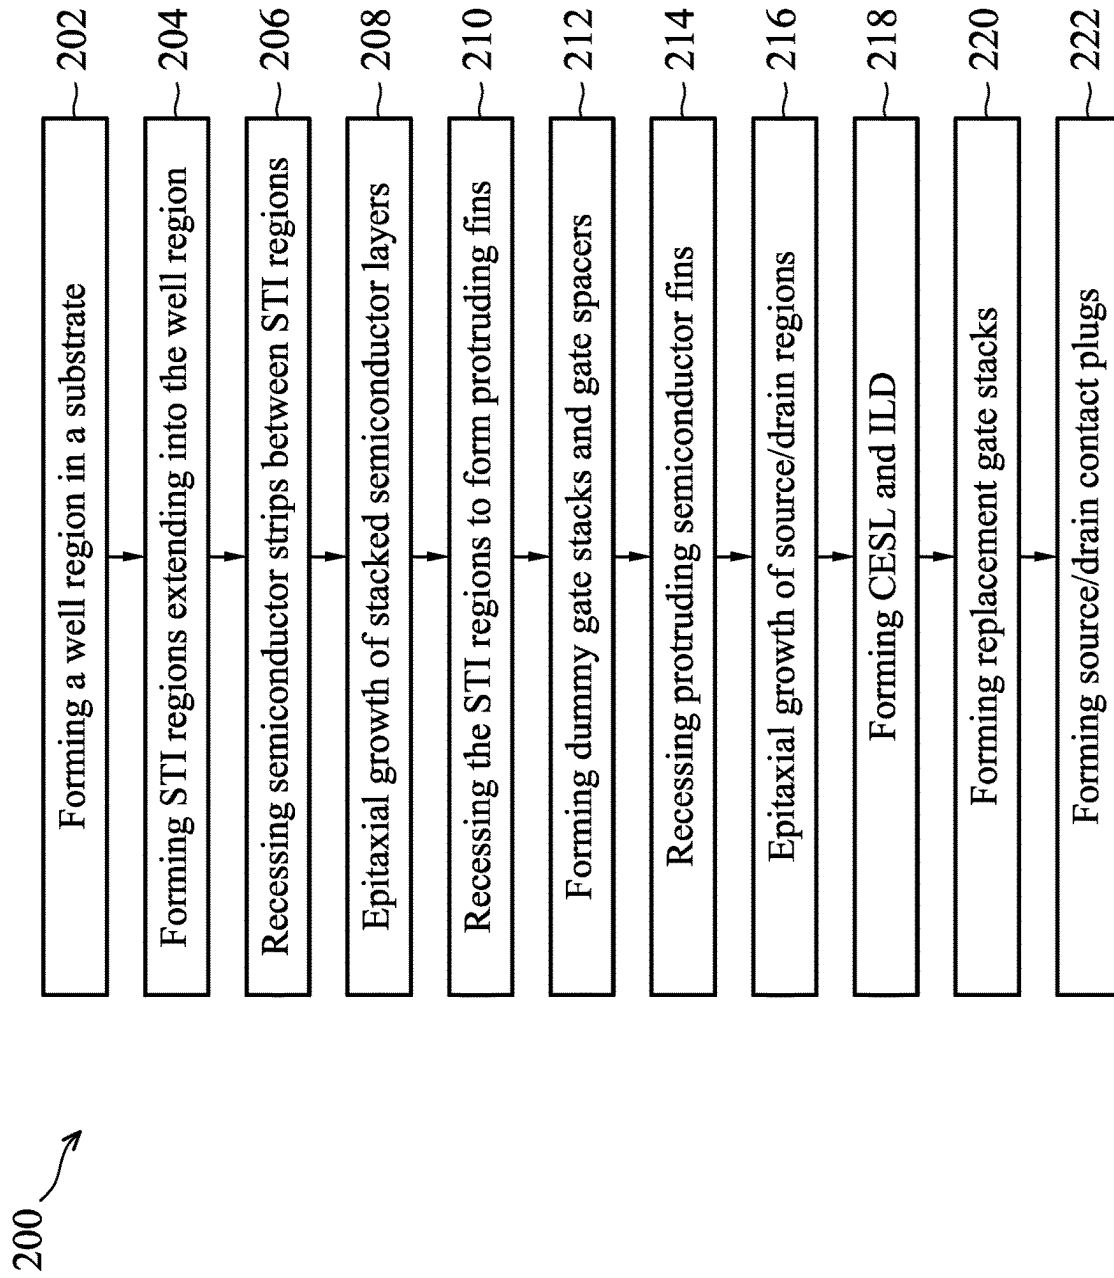 200
Forming a well region in a substrate 202
Forming STI regions extending into the well region 204
Recessing semiconductor strips between STI regions 206
Epitaxial growth of stacked semiconductor layers 208
Recessing the STI regions to form protruding fins 210
Forming dummy gate stacks and gate spacers 212
Recessing protruding semiconductor fins 214
Epitaxial growth of source/drain regions 216
Forming CESL and ILD 218
Forming replacement gate stacks 220
Forming source/drain contact plugs 222